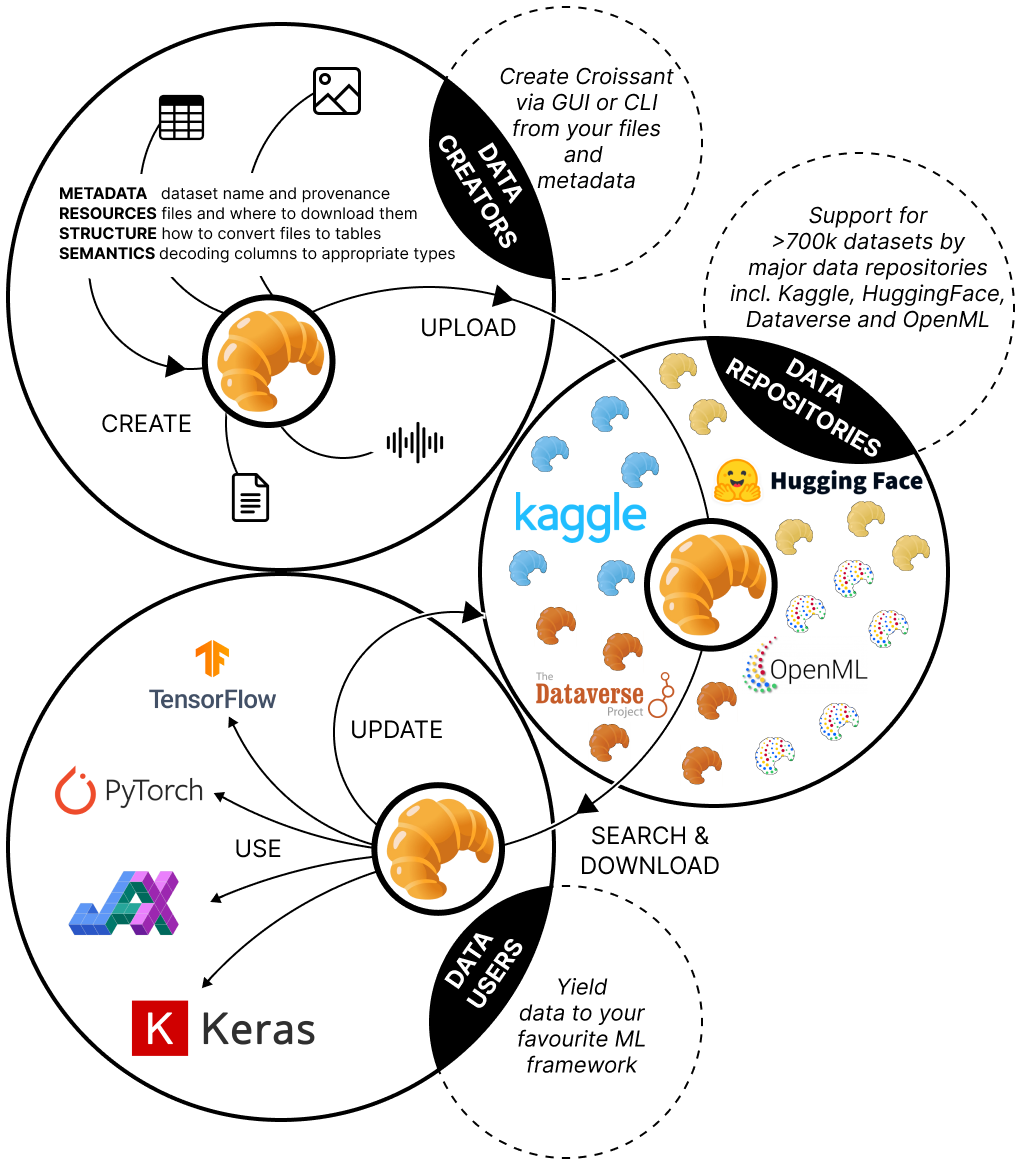 Create Croissant
via GUI or CLI
from your files
and
metadata
DATA
CREATORS
METADATA dataset name and provenance
RESOURCES files and where to download them
STRUCTURE how to convert files to tables
SEMANTICS decoding columns to appropriate types
UPLOAD
CREATE
Support for
>700k datasets by
major data repositories
incl. Kaggle, HuggingFace,
Dataverse and OpenML
DATA
REPOSITORIES
kaggle
Hugging Face
The
Dataverse
Project
OpenML
TensorFlow
UPDATE
PyTorch
USE
JAX
K Keras
SEARCH &
DOWNLOAD
DATA
USERS
Yield
data to your
favourite ML
framework